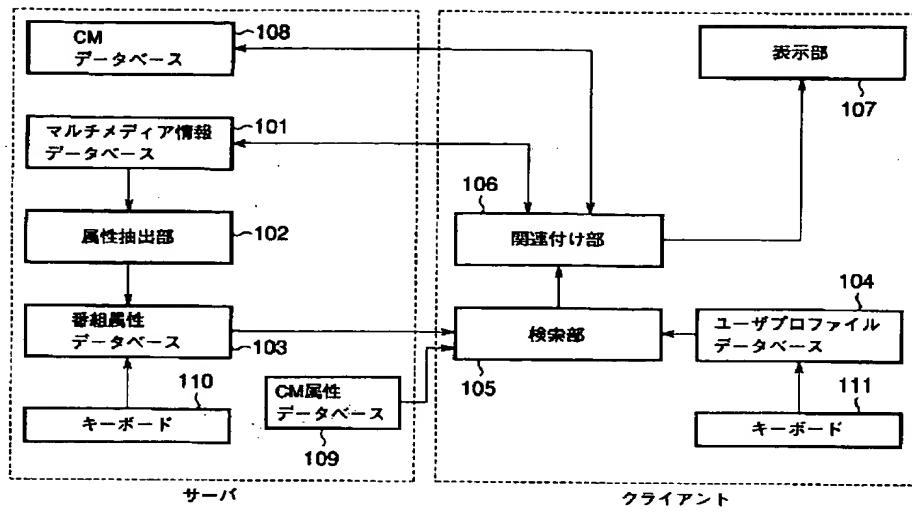 CM
データベース
108
マルチメディア情報
データベース
101
属性抽出部
102
番組属性
データベース
103
110
キーボード
CM属性
データベース
109
サーバ
表示部
107
106
関連付け部
検索部
105
104
ユーザプロファイル
データベース
111
キーボード
クライアント